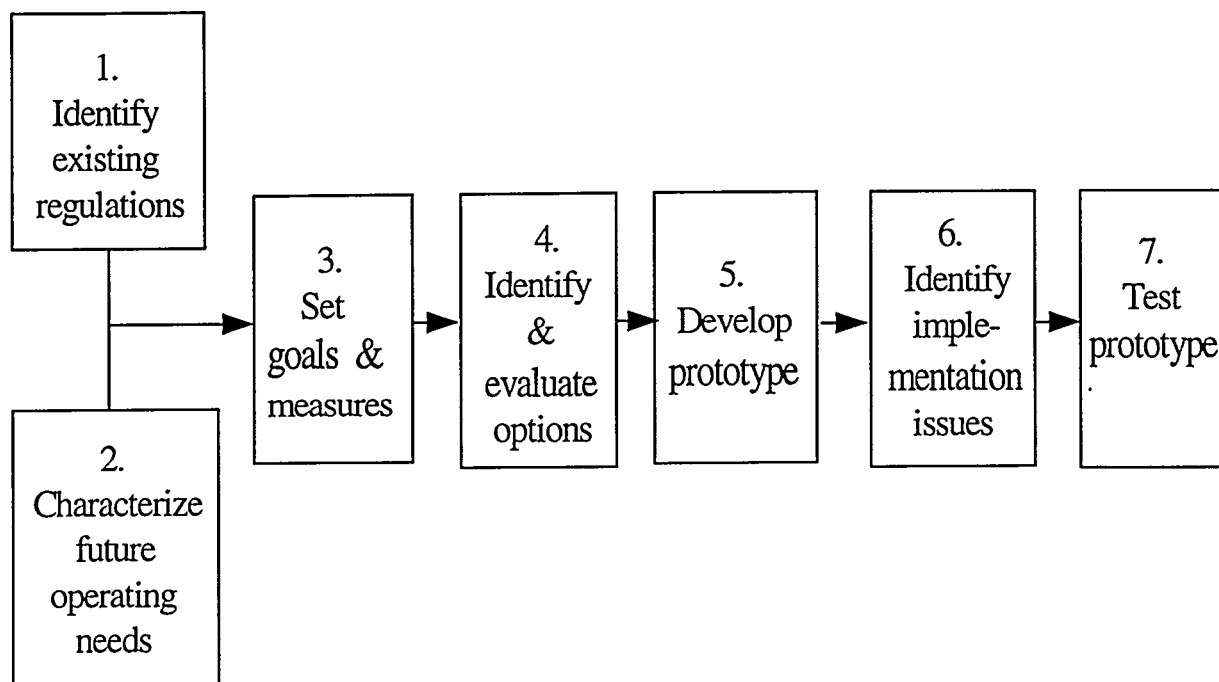 1.
Identify
existing
regulations
2.
Characterize
future
operating
needs
3.
Set
goals &
measures
4.
Identify
&
evaluate
options
5.
Develop
prototype
6.
Identify
imple-
mentation
issues
7.
Test
prototype